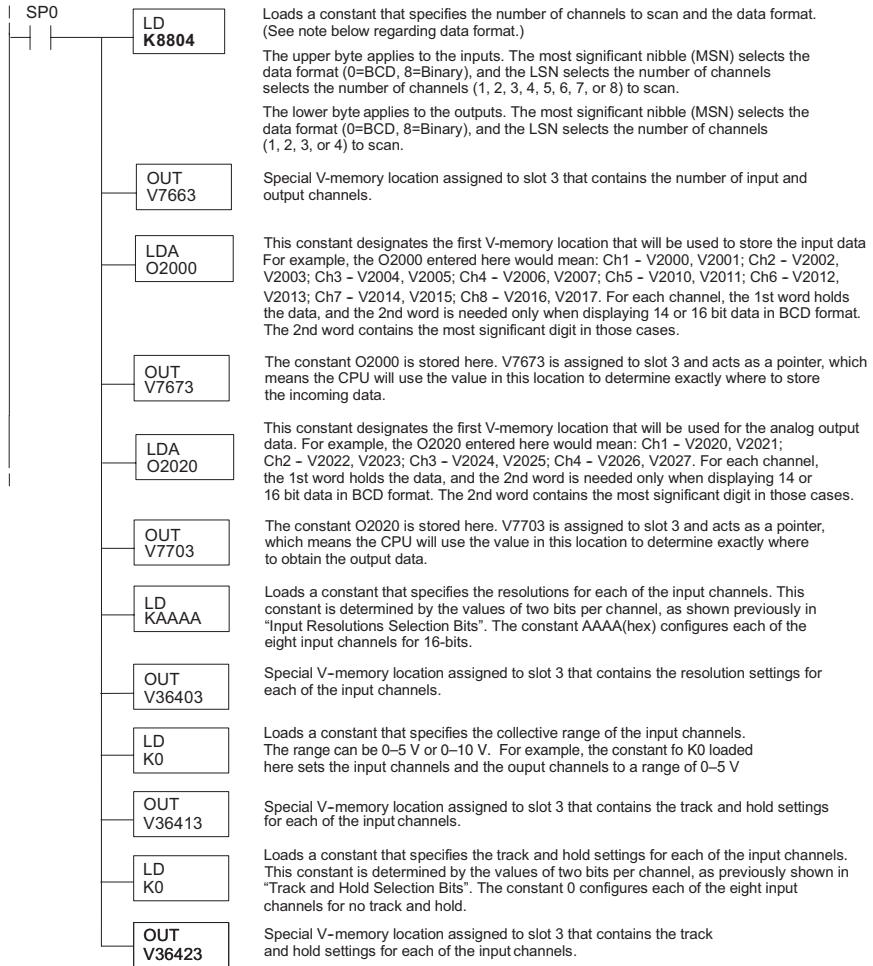 SP0
LD
K8804
Loads a constant that specifies the number of channels to scan and the data format.
(See note below regarding data format.)
The upper byte applies to the inputs. The most significant nibble (MSN) selects the
data format (0=BCD, 8=Binary), and the LSN selects the number of channels
selects the number of channels (1, 2, 3, 4, 5, 6, 7, or 8) to scan.
The lower byte applies to the outputs. The most significant nibble (MSN) selects the
data format (0=BCD, 8=Binary), and the LSN selects the number of channels
(1, 2, 3, or 4) to scan.
OUT
V7663
Special V-memory location assigned to slot 3 that contains the number of input and
output channels.
LDA
O2000
This constant designates the first V-memory location that will be used to store the input data
For example, the O2000 entered here would mean: Ch1 – V2000, V2001; Ch2 – V2002,
V2003; Ch3 – V2004, V2005; Ch4 – V2006, V2007; Ch5 – V2010, V2011; Ch6 – V2012,
V2013; Ch7 – V2014, V2015; Ch8 – V2016, V2017. For each channel, the 1st word holds
the data, and the 2nd word is needed only when displaying 14 or 16 bit data in BCD format.
The 2nd word contains the most significant digit in those cases.
OUT
V7673
The constant O2000 is stored here. V7673 is assigned to slot 3 and acts as a pointer, which
means the CPU will use the value in this location to determine exactly where to store
the incoming data.
LDA
O2020
This constant designates the first V-memory location that will be used for the analog output
data. For example, the O2020 entered here would mean: Ch1 – V2020, V2021;
Ch2 – V2022, V2023; Ch3 – V2024, V2025; Ch4 – V2026, V2027. For each channel,
the 1st word holds the data, and the 2nd word is needed only when displaying 14 or
16 bit data in BCD format. The 2nd word contains the most significant digit in those cases.
OUT
V7703
The constant O2020 is stored here. V7703 is assigned to slot 3 and acts as a pointer,
which means the CPU will use the value in this location to determine exactly where
to obtain the output data.
LD
KAAAA
Loads a constant that specifies the resolutions for each of the input channels. This
constant is determined by the values of two bits per channel, as shown previously in
“Input Resolutions Selection Bits”. The constant AAAA(hex) configures each of the
eight input channels for 16-bits.
OUT
V36403
Special V–memory location assigned to slot 3 that contains the resolution settings for
each of the input channels.
LD
K0
Loads a constant that specifies the collective range of the input channels.
The range can be 0–5 V or 0–10 V. For example, the constant fo K0 loaded
here sets the input channels and the ouput channels to a range of 0–5 V
OUT
V36413
Special V–memory location assigned to slot 3 that contains the track and hold settings
for each of the input channels.
LD
K0
Loads a constant that specifies the track and hold settings for each of the input channels.
This constant is determined by the values of two bits per channel, as previously shown in
“Track and Hold Selection Bits”. The constant 0 configures each of the eight input
channels for no track and hold.
OUT
V36423
Special V–memory location assigned to slot 3 that contains the track
and hold settings for each of the input channels.